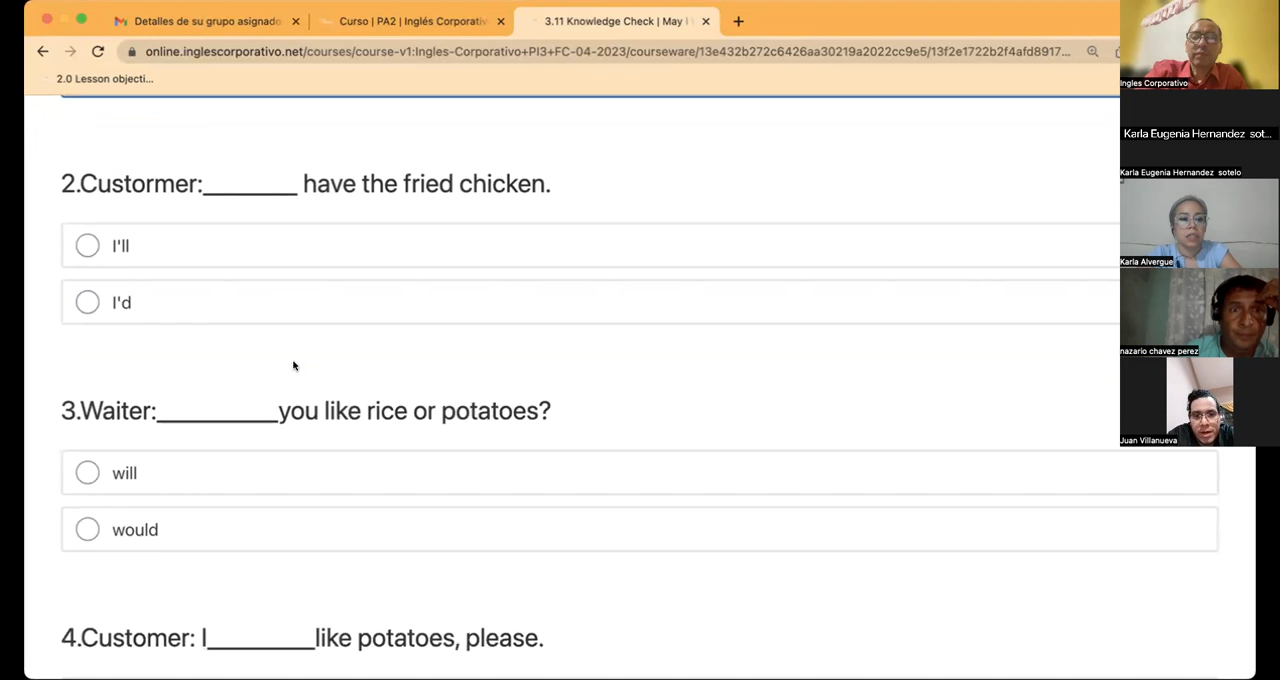 Detalles de su grupo asignado
Curso | PA2 | Inglés Corporativ
3.11 Knowledge Check | May I
online.inglescorporativo.net/courses/course-v1:Ingles-Corporativo+PI3+FC-04-2023/courseware/13e432b272c6426aa30219a2022cc9e5/13f2e1722b2f4afd8917...
2.0 Lesson objecti...
2.Custormer:________ have the fried chicken.
I'll
I'd
3.Waiter:__________you like rice or potatoes?
will
would
4.Customer: I_________like potatoes, please.
Ingles Corporativo
Karla Eugenia Hernandez sot...
Karla Eugenia Hernandez sotelo
Karla Alvergue
nazario chavez perez
Juan Villanueva